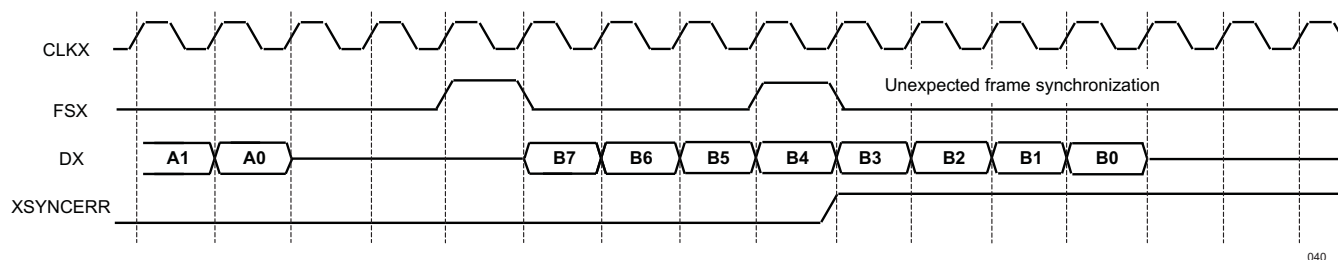 CLKX
Unexpected frame synchronization
FSX
DX A1 A0 B7 B6 B5 B4 B3 B2 B1 B0
XSYNCERR
040